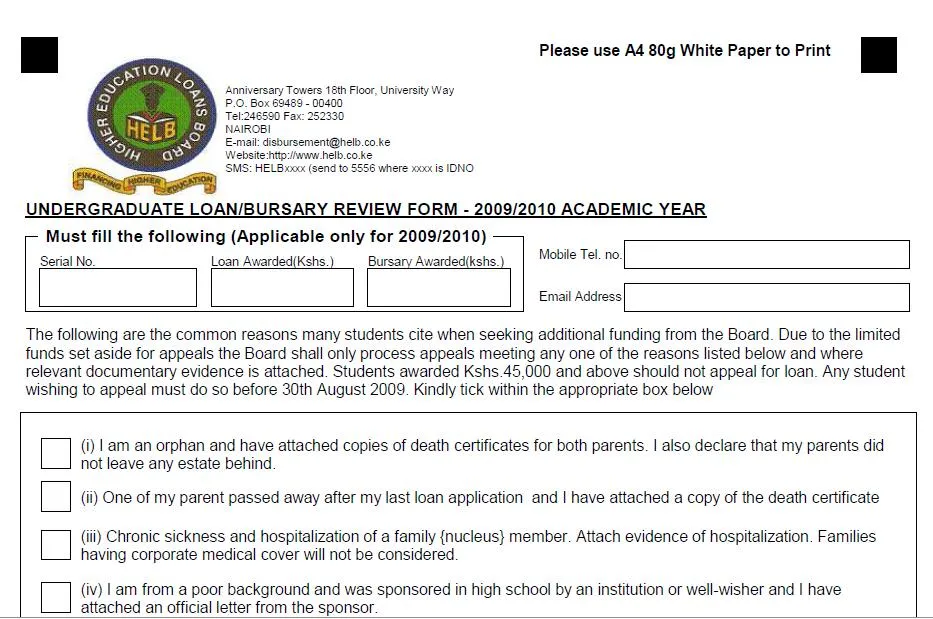 Please use A4 80g White Paper to Print
HIGHER EDUCATION LOANS BOARD
HELB
FINANCING HIGHER EDUCATION
Anniversary Towers 18th Floor, University Way
P.O. Box 69489 - 00400
Tel:246590 Fax: 252330
NAIROBI
E-mail: disbursement@helb.co.ke
Website:http://www.helb.co.ke
SMS: HELBxxxx (send to 5556 where xxxx is IDNO
UNDERGRADUATE LOAN/BURSARY REVIEW FORM - 2009/2010 ACADEMIC YEAR
Must fill the following (Applicable only for 2009/2010)
Serial No.
Loan Awarded(Kshs.)
Bursary Awarded(kshs.)
Mobile Tel. no.
Email Address
The following are the common reasons many students cite when seeking additional funding from the Board. Due to the limited
funds set aside for appeals the Board shall only process appeals meeting any one of the reasons listed below and where
relevant documentary evidence is attached. Students awarded Kshs.45,000 and above should not appeal for loan. Any student
wishing to appeal must do so before 30th August 2009. Kindly tick within the appropriate box below
(i) I am an orphan and have attached copies of death certificates for both parents. I also declare that my parents did
not leave any estate behind.
(ii) One of my parent passed away after my last loan application and I have attached a copy of the death certificate
(iii) Chronic sickness and hospitalization of a family {nucleus} member. Attach evidence of hospitalization. Families
having corporate medical cover will not be considered.
(iv) I am from a poor background and was sponsored in high school by an institution or well-wisher and I have
attached an official letter from the sponsor.